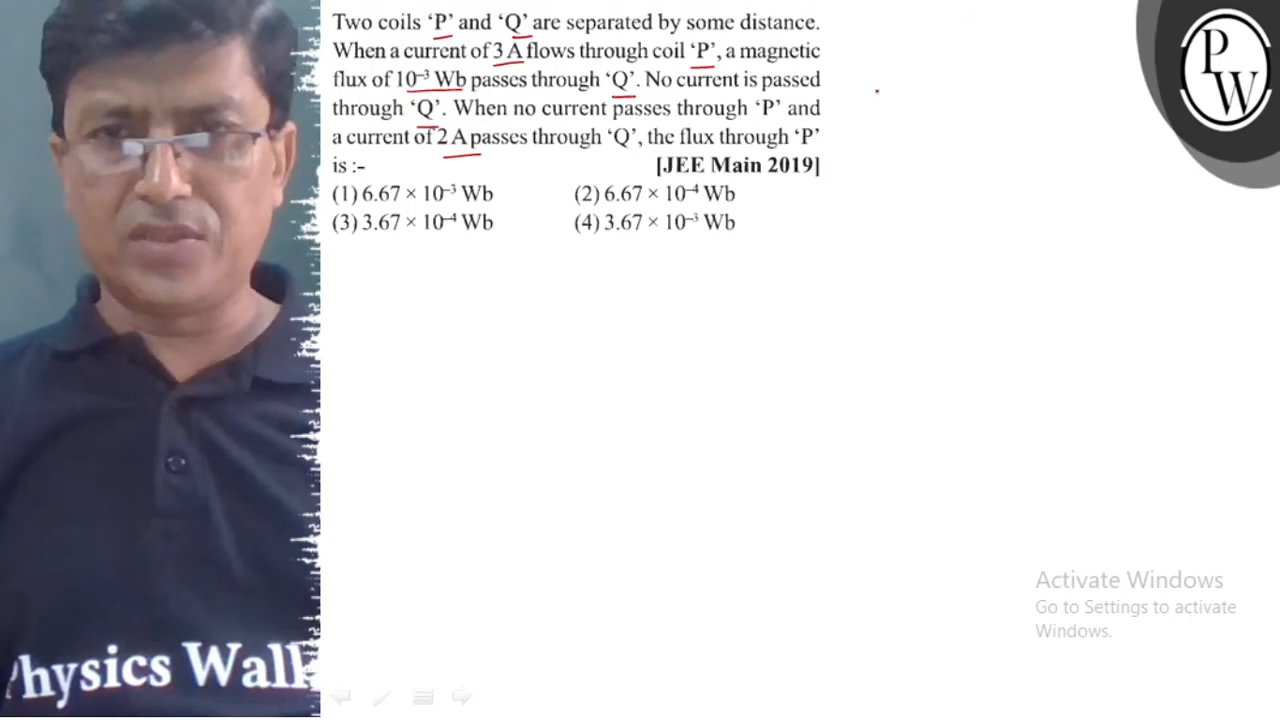 Two coils ‘P’ and ‘Q’ are separated by some distance.
When a current of 3 A flows through coil ‘P’, a magnetic
flux of 10⁻³ Wb passes through ‘Q’. No current is passed
through ‘Q’. When no current passes through ‘P’ and
a current of 2 A passes through ‘Q’, the flux through ‘P’
is :- [JEE Main 2019]
(1) 6.67 × 10⁻³ Wb (2) 6.67 × 10⁻⁴ Wb
(3) 3.67 × 10⁻⁴ Wb (4) 3.67 × 10⁻³ Wb
P
W
Activate Windows
Go to Settings to activate
Windows.
Physics Wall